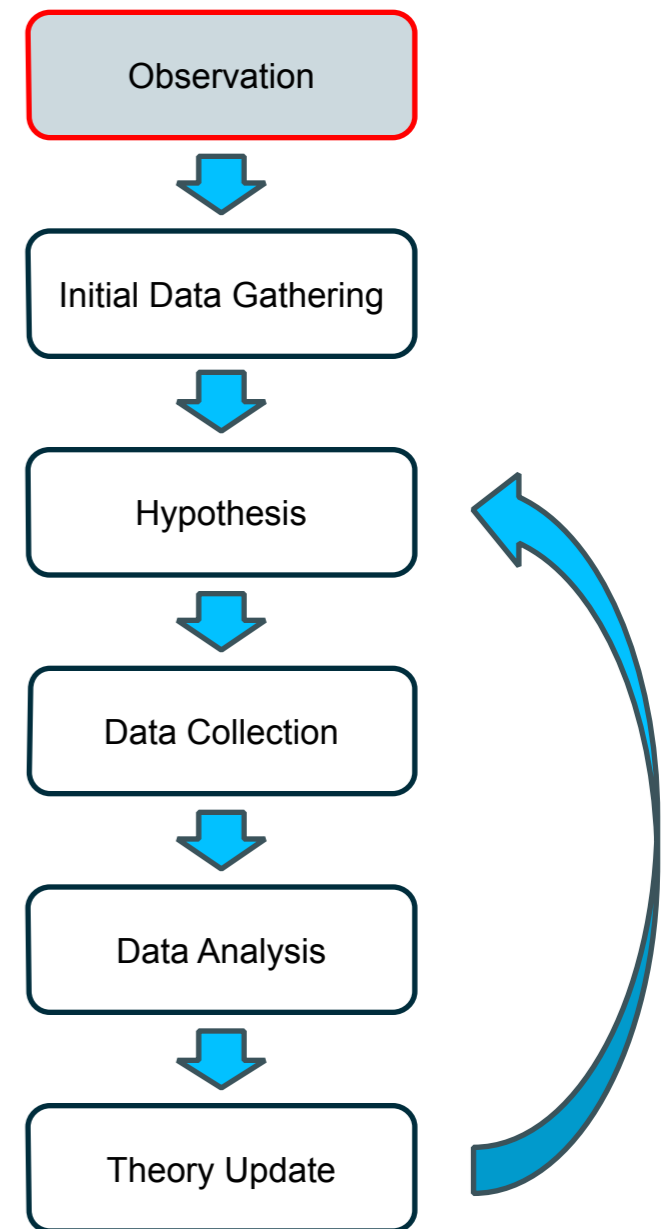 Observation
Initial Data Gathering
Hypothesis
Data Collection
Data Analysis
Theory Update